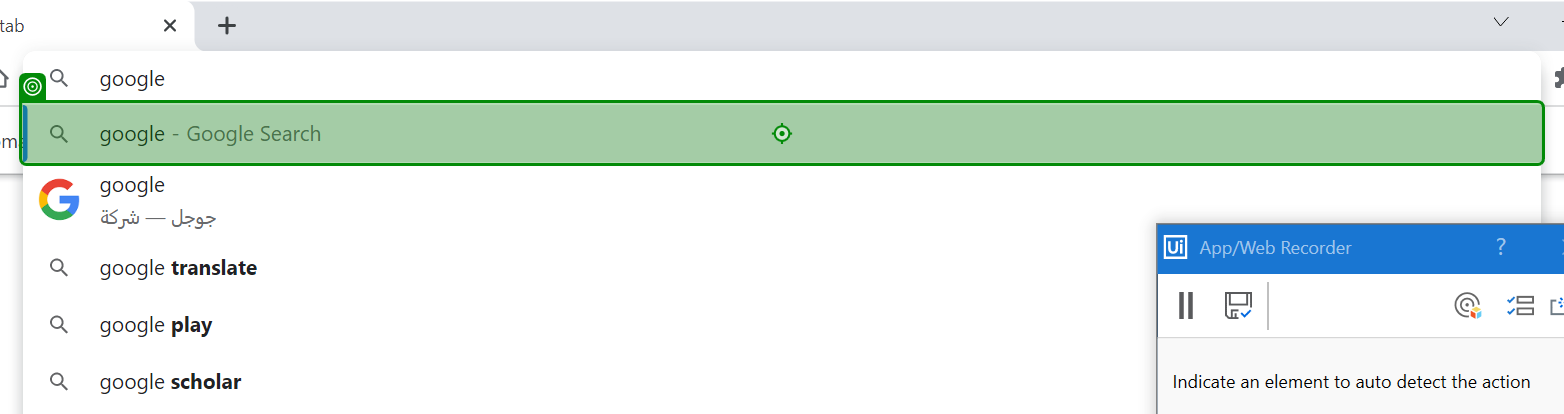 tab
google
google - Google Search
google
جوجل — شركة
google translate
google play
google scholar
Ui App/Web Recorder ?
Indicate an element to auto detect the action